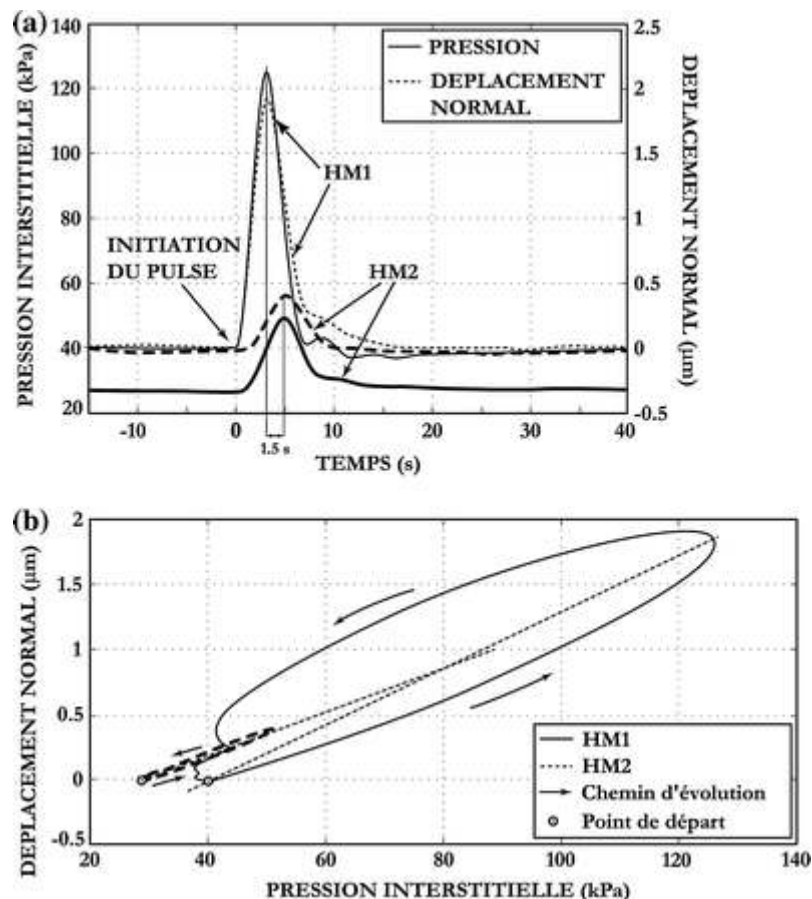 (a)
140
120
100
80
60
40
20
PRESSION INTERSTITIELLE (kPa)
2.5
2
1.5
1
0.5
0
-0.5
DEPLACEMENT NORMAL (µm)
PRESSION
DEPLACEMENT
NORMAL
HM1
INITIATION
DU PULSE
HM2
-10
0
10
20
30
40
1.5 s
TEMPS (s)
(b)
2
1.5
1
0.5
0
-0.5
DEPLACEMENT NORMAL (µm)
HM1
HM2
Chemin d'évolution
Point de départ
20
40
60
80
100
120
140
PRESSION INTERSTITIELLE (kPa)